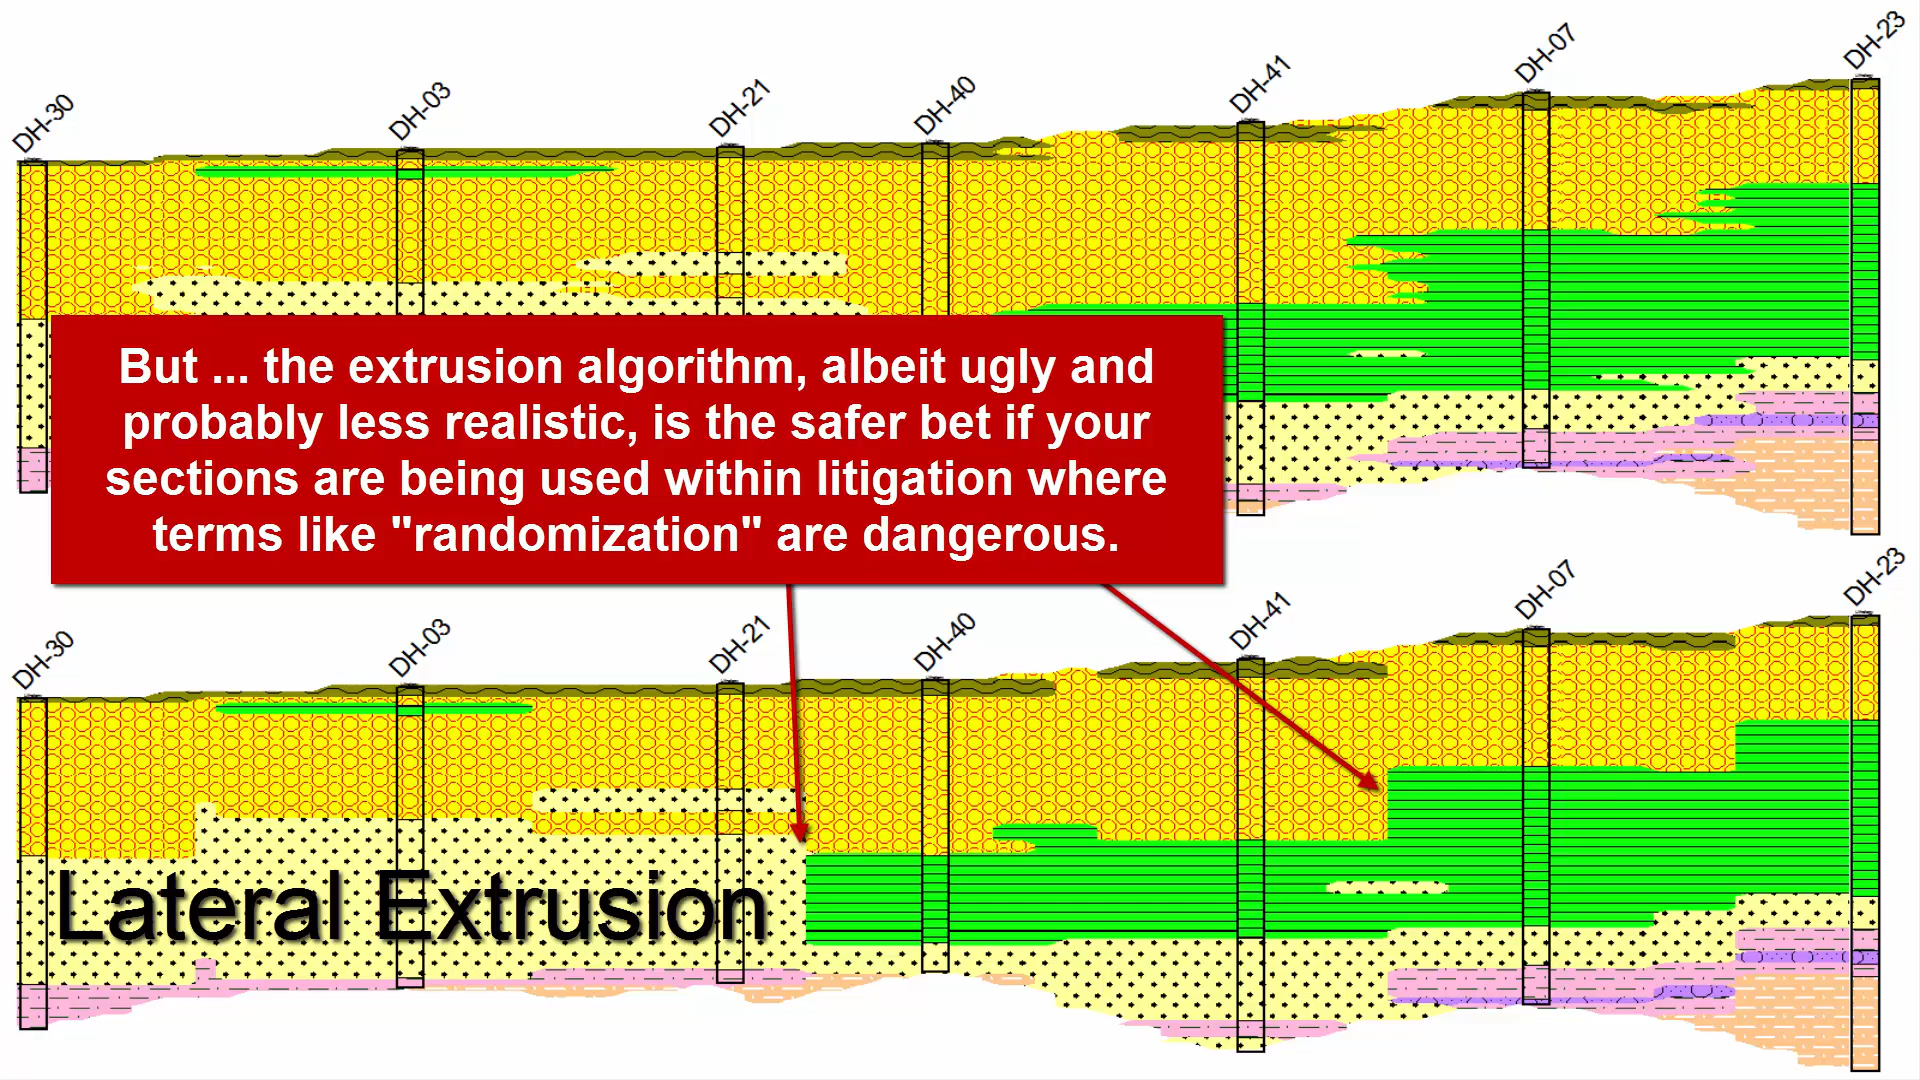 DH-30
DH-03
DH-21
DH-40
DH-41
DH-07
DH-23
But ... the extrusion algorithm, albeit ugly and
probably less realistic, is the safer bet if your
sections are being used within litigation where
terms like "randomization" are dangerous.
DH-30
DH-03
DH-21
DH-40
DH-41
DH-07
DH-23
Lateral Extrusion